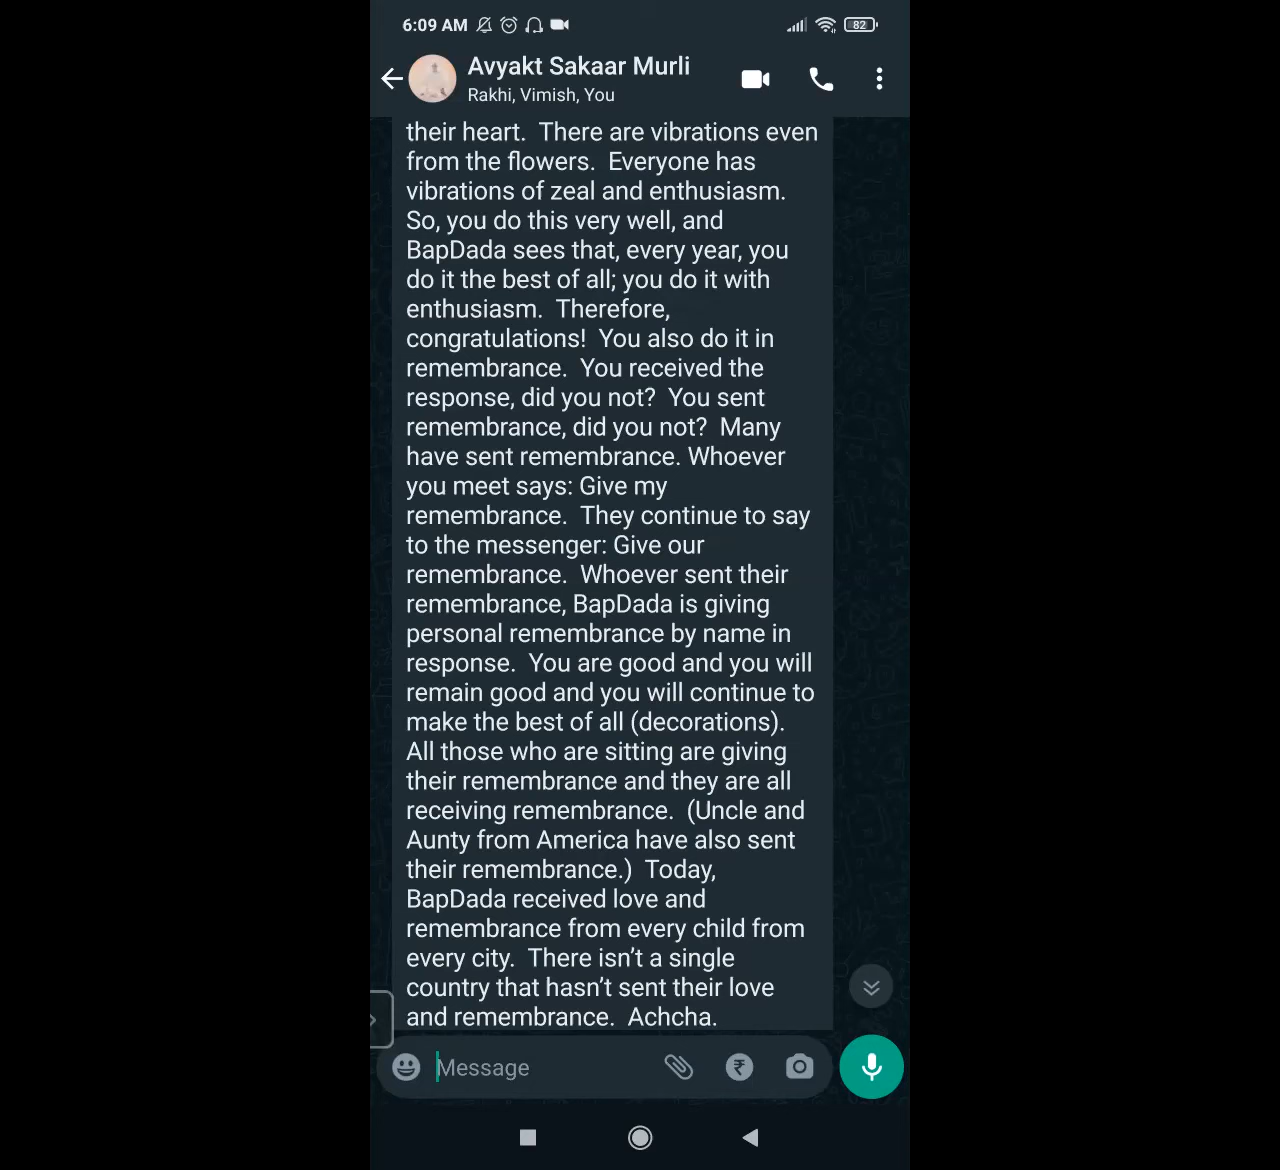 6:09 AM
82
Avyakt Sakaar Murli
Rakhi, Vimish, You
their heart.  There are vibrations even
from the flowers.  Everyone has
vibrations of zeal and enthusiasm.
So, you do this very well, and
BapDada sees that, every year, you
do it the best of all; you do it with
enthusiasm.  Therefore,
congratulations!  You also do it in
remembrance.  You received the
response, did you not?  You sent
remembrance, did you not?  Many
have sent remembrance. Whoever
you meet says: Give my
remembrance.  They continue to say
to the messenger: Give our
remembrance.  Whoever sent their
remembrance, BapDada is giving
personal remembrance by name in
response.  You are good and you will
remain good and you will continue to
make the best of all (decorations).
All those who are sitting are giving
their remembrance and they are all
receiving remembrance.  (Uncle and
Aunty from America have also sent
their remembrance.)  Today,
BapDada received love and
remembrance from every child from
every city.  There isn’t a single
country that hasn’t sent their love
and remembrance.  Achcha.
Message
₹